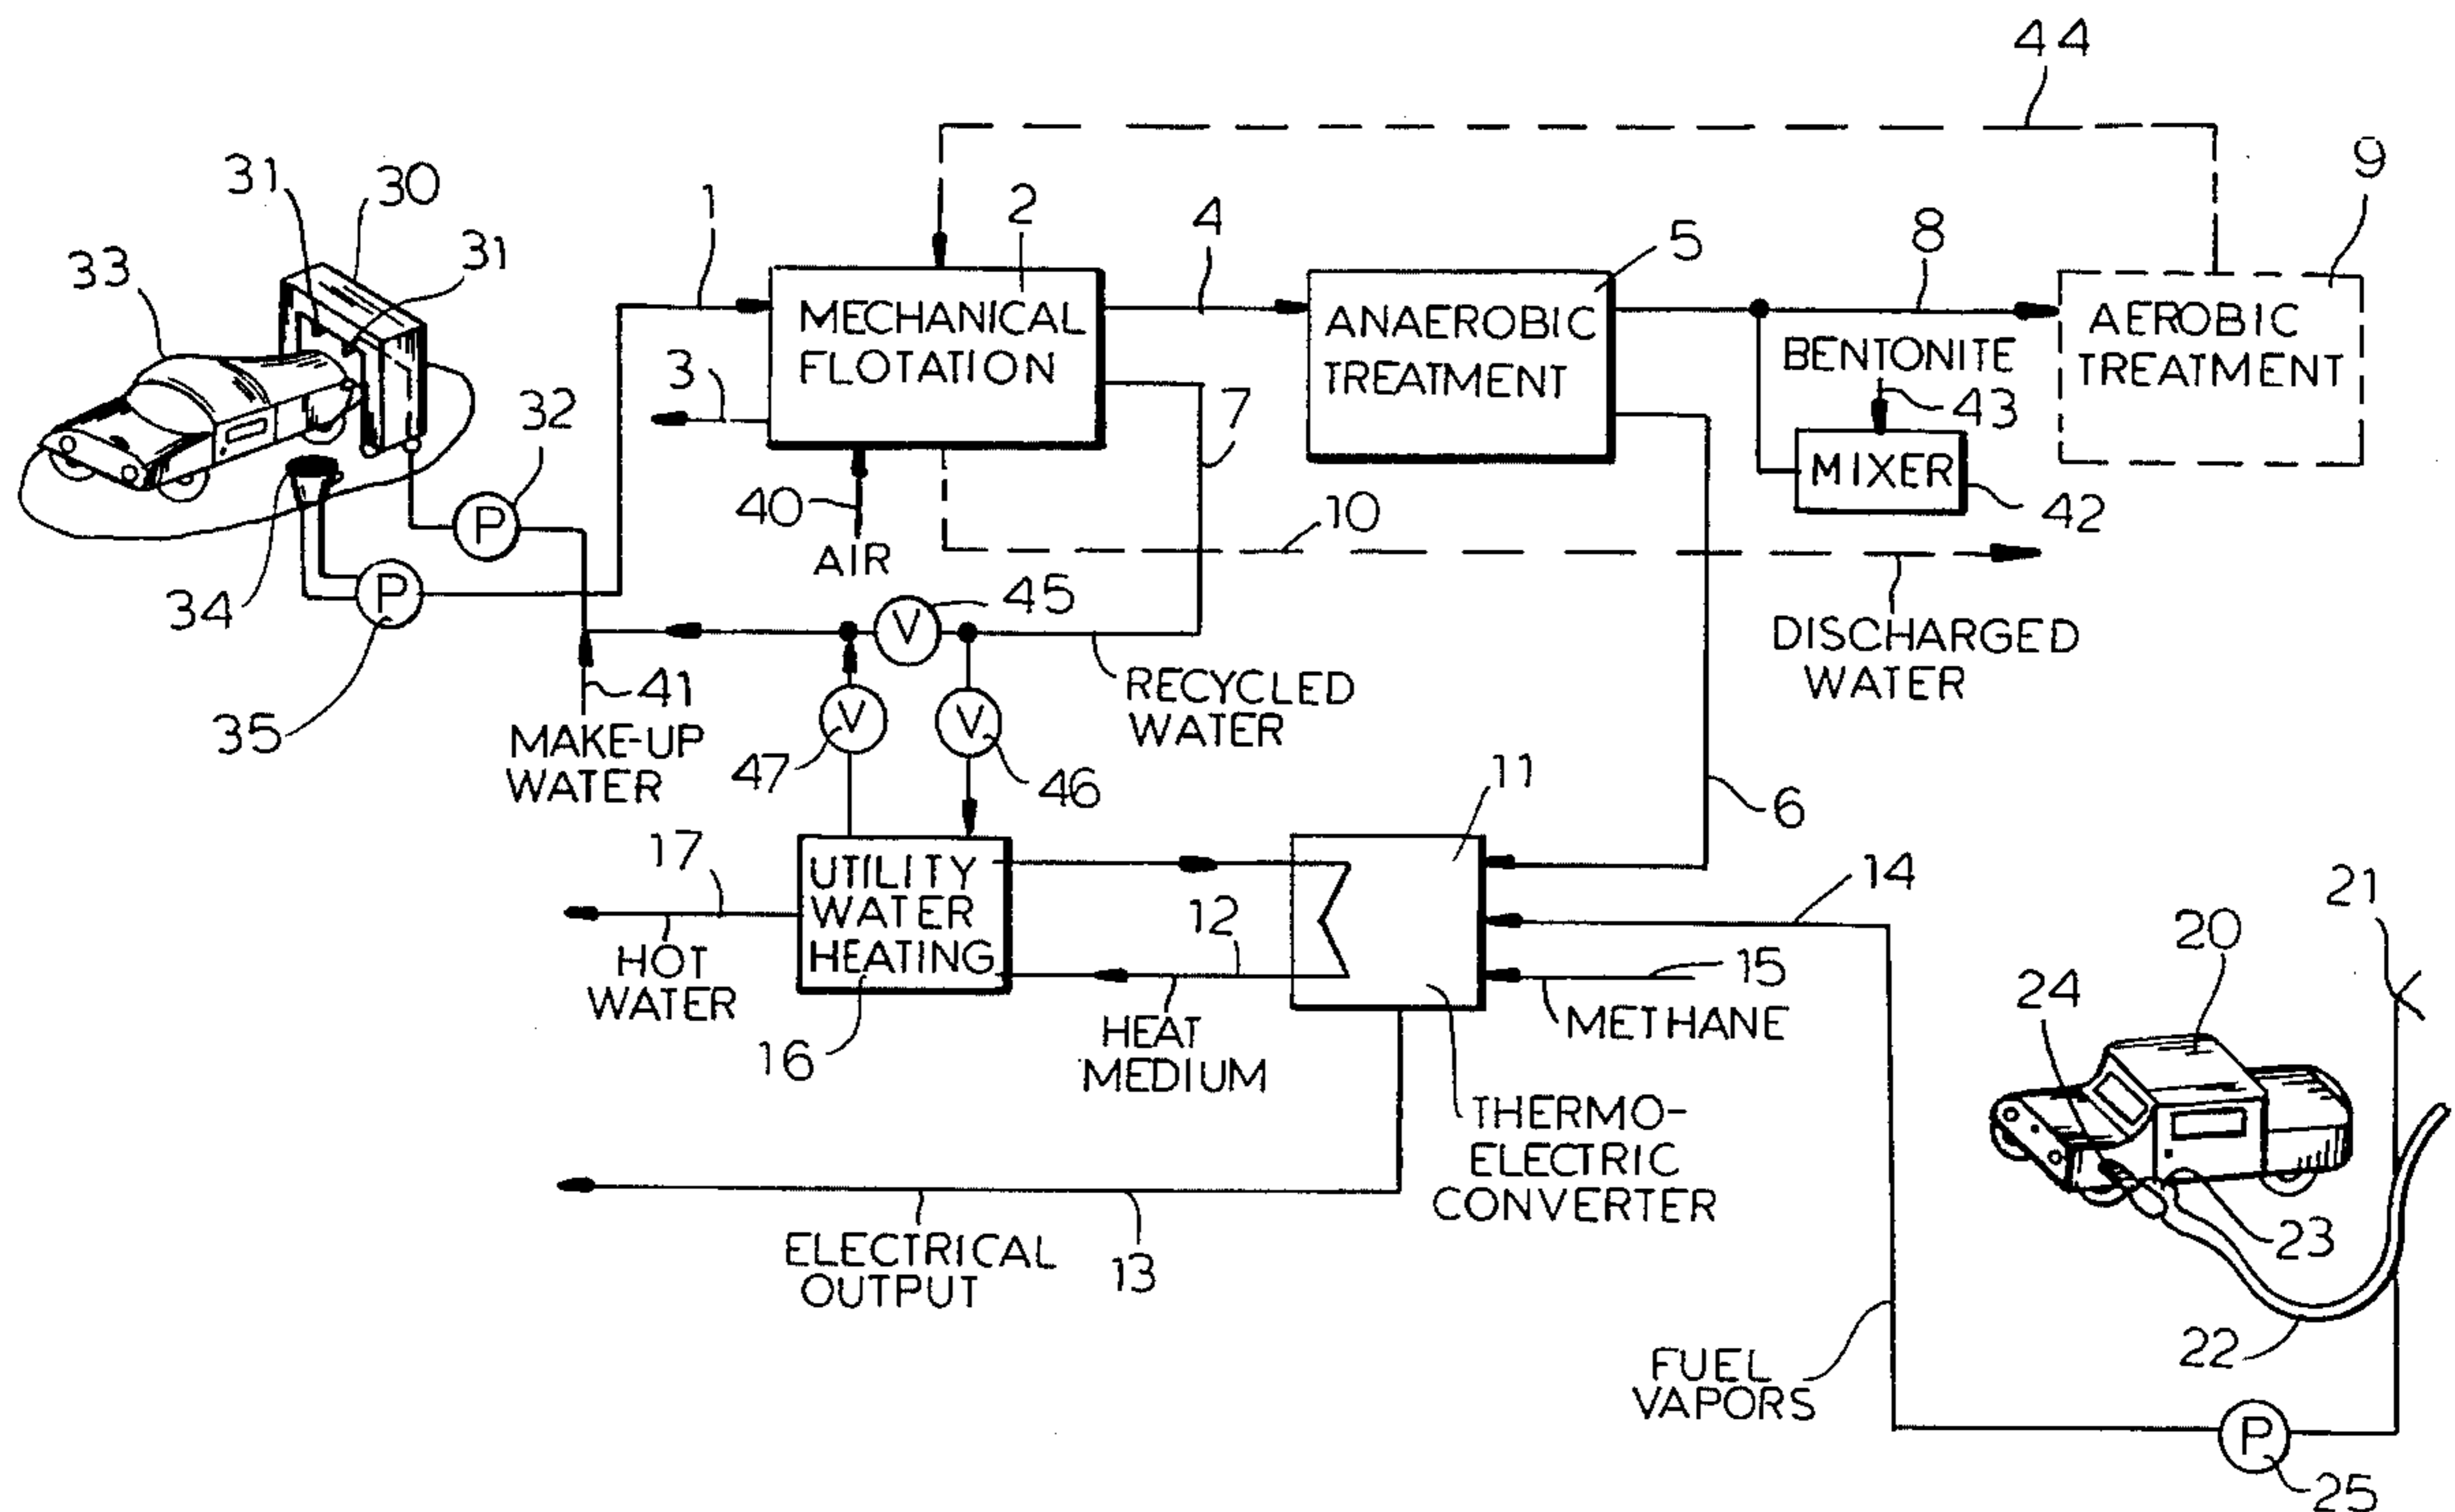 44
9
31
30
1
2
4
8
5
33
31
MECHANICAL
FLOTATION
ANAEROBIC
TREATMENT
AEROBIC
TREATMENT
BENTONITE
3
32
7
43
MIXER
P
40
10
42
AIR
34
P
45
V
DISCHARGED
WATER
41
RECYCLED
WATER
35
MAKE-UP
WATER
V
V
47
46
11
6
17
UTILITY
WATER
HEATING
14
21
12
20
HOT
WATER
15
24
16
HEAT
MEDIUM
METHANE
THERMO-
ELECTRIC
CONVERTER
ELECTRICAL
OUTPUT
13
23
22
FUEL
VAPORS
P
25